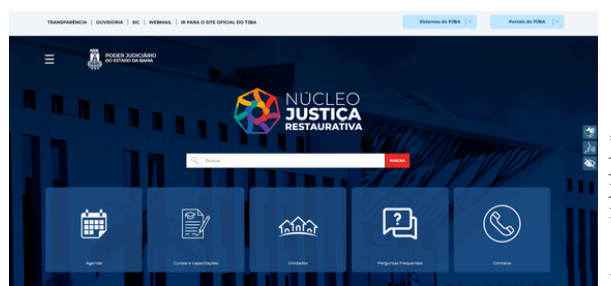 TRANSPARÊNCIA | OUVIDORIA | SIC | WEBMAIL | IR PARA O SITE OFICIAL DO TJBA
Sistemas do PJBA
Portais do PJBA
PODER JUDICIÁRIO
DO ESTADO DA BAHIA
NÚCLEO
JUSTIÇA
RESTAURATIVA
Buscar
BUSCAR
Agenda
Cursos e capacitações
Unidades
Perguntas Frequentes
Contatos